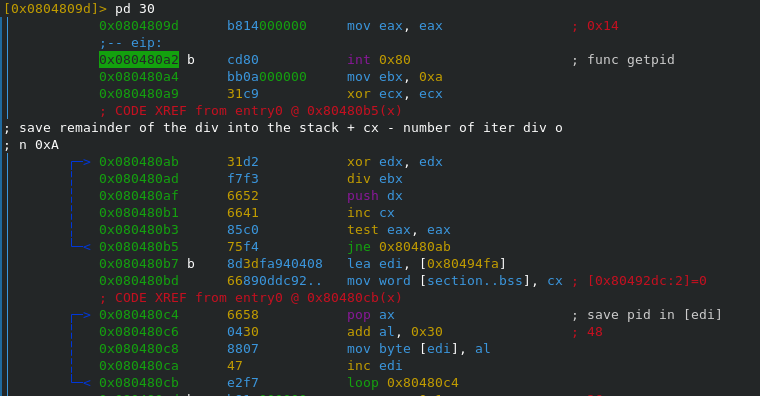 [0x0804809d]> pd 30
0x0804809d b814000000 mov eax, eax ; 0x14
;-- eip:
0x080480a2 b cd80 int 0x80 ; func getpid
0x080480a4 bb0a000000 mov ebx, 0xa
0x080480a9 31c9 xor ecx, ecx
; CODE XREF from entry0 @ 0x80480b5(x)
; save remainder of the div into the stack + cx - number of iter div o
; n 0xA
0x080480ab 31d2 xor edx, edx
0x080480ad f7f3 div ebx
0x080480af 6652 push dx
0x080480b1 6641 inc cx
0x080480b3 85c0 test eax, eax
0x080480b5 75f4 jne 0x80480ab
0x080480b7 b 8d3dfa940408 lea edi, [0x80494fa]
0x080480bd 66890ddc92.. mov word [section..bss], cx ; [0x80492dc:2]=0
; CODE XREF from entry0 @ 0x80480cb(x)
0x080480c4 6658 pop ax ; save pid in [edi]
0x080480c6 0430 add al, 0x30 ; 48
0x080480c8 8807 mov byte [edi], al
0x080480ca 47 inc edi
0x080480cb e2f7 loop 0x80480c4